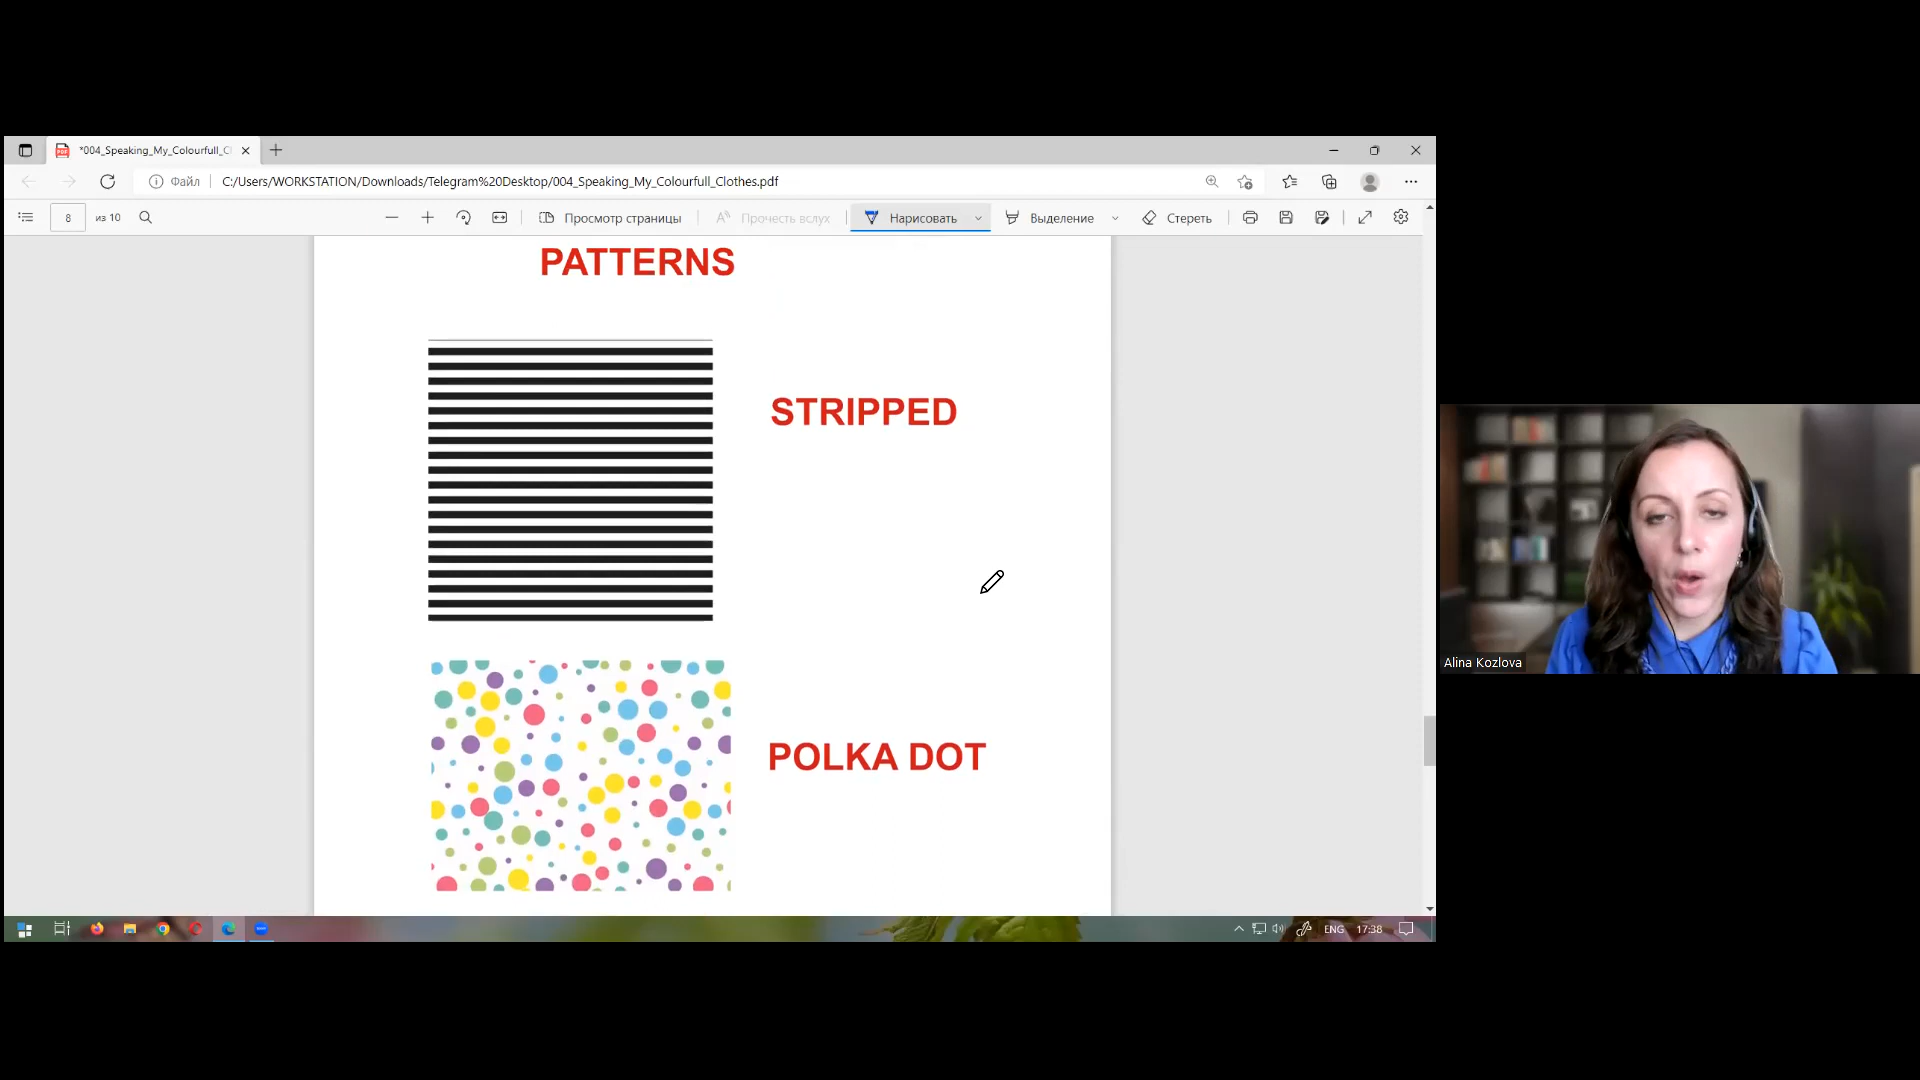 *004_Speaking_My_Colourfull_C
Файл
C:/Users/WORKSTATION/Downloads/Telegram%20Desktop/004_Speaking_My_Colourfull_Clothes.pdf
8 из 10
Просмотр страницы
Прочесть вслух
Нарисовать
Выделение
Стереть
PATTERNS
STRIPPED
POLKA DOT
Alina Kozlova
ENG 17:38